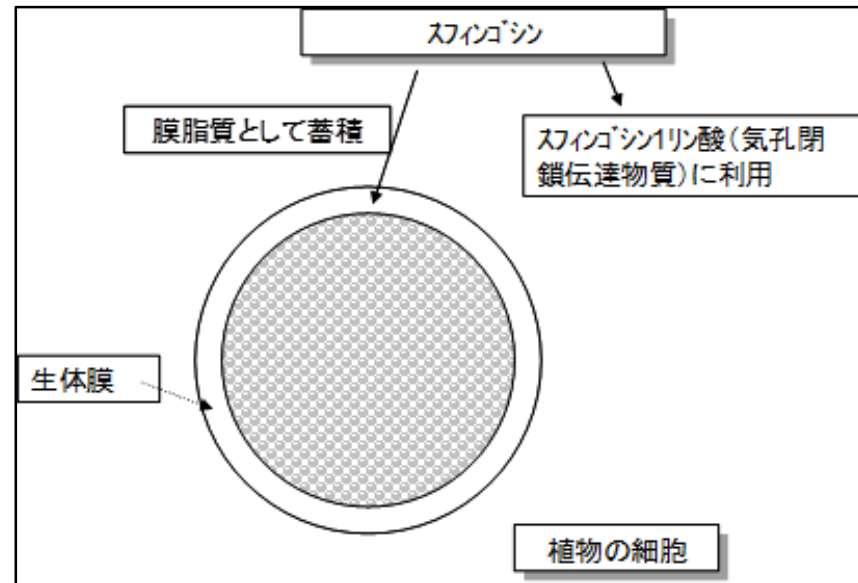 ｽﾌｨﾝｺﾞｼﾝ
膜脂質として蓄積
ｽﾌｨﾝｺﾞｼﾝ1ﾘﾝ酸（気孔閉
鎖伝達物質）に利用
生体膜
植物の細胞